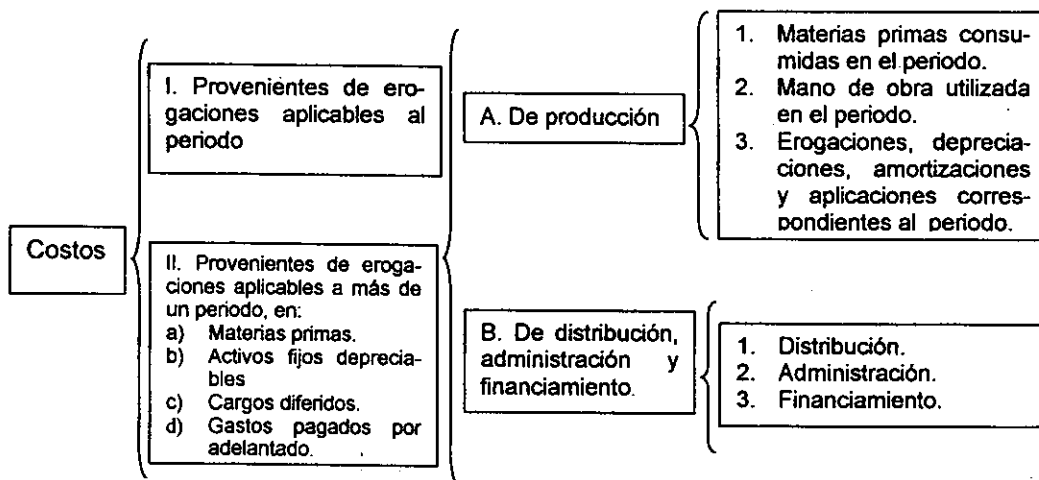 Costos
I. Provenientes de ero-
gaciones aplicables al
periodo
II. Provenientes de eroga-
ciones aplicables a más de
un periodo, en:
a) Materias primas.
b) Activos fijos deprecia-
bles
c) Cargos diferidos.
d) Gastos pagados por
adelantado.
A. De producción
1. Materias primas consu-
midas en el periodo.
2. Mano de obra utilizada
en el periodo.
3. Erogaciones, deprecia-
ciones, amortizaciones
y aplicaciones corres-
pondientes al periodo.
B. De distribución,
administración y
financiamiento.
1. Distribución.
2. Administración.
3. Financiamiento.